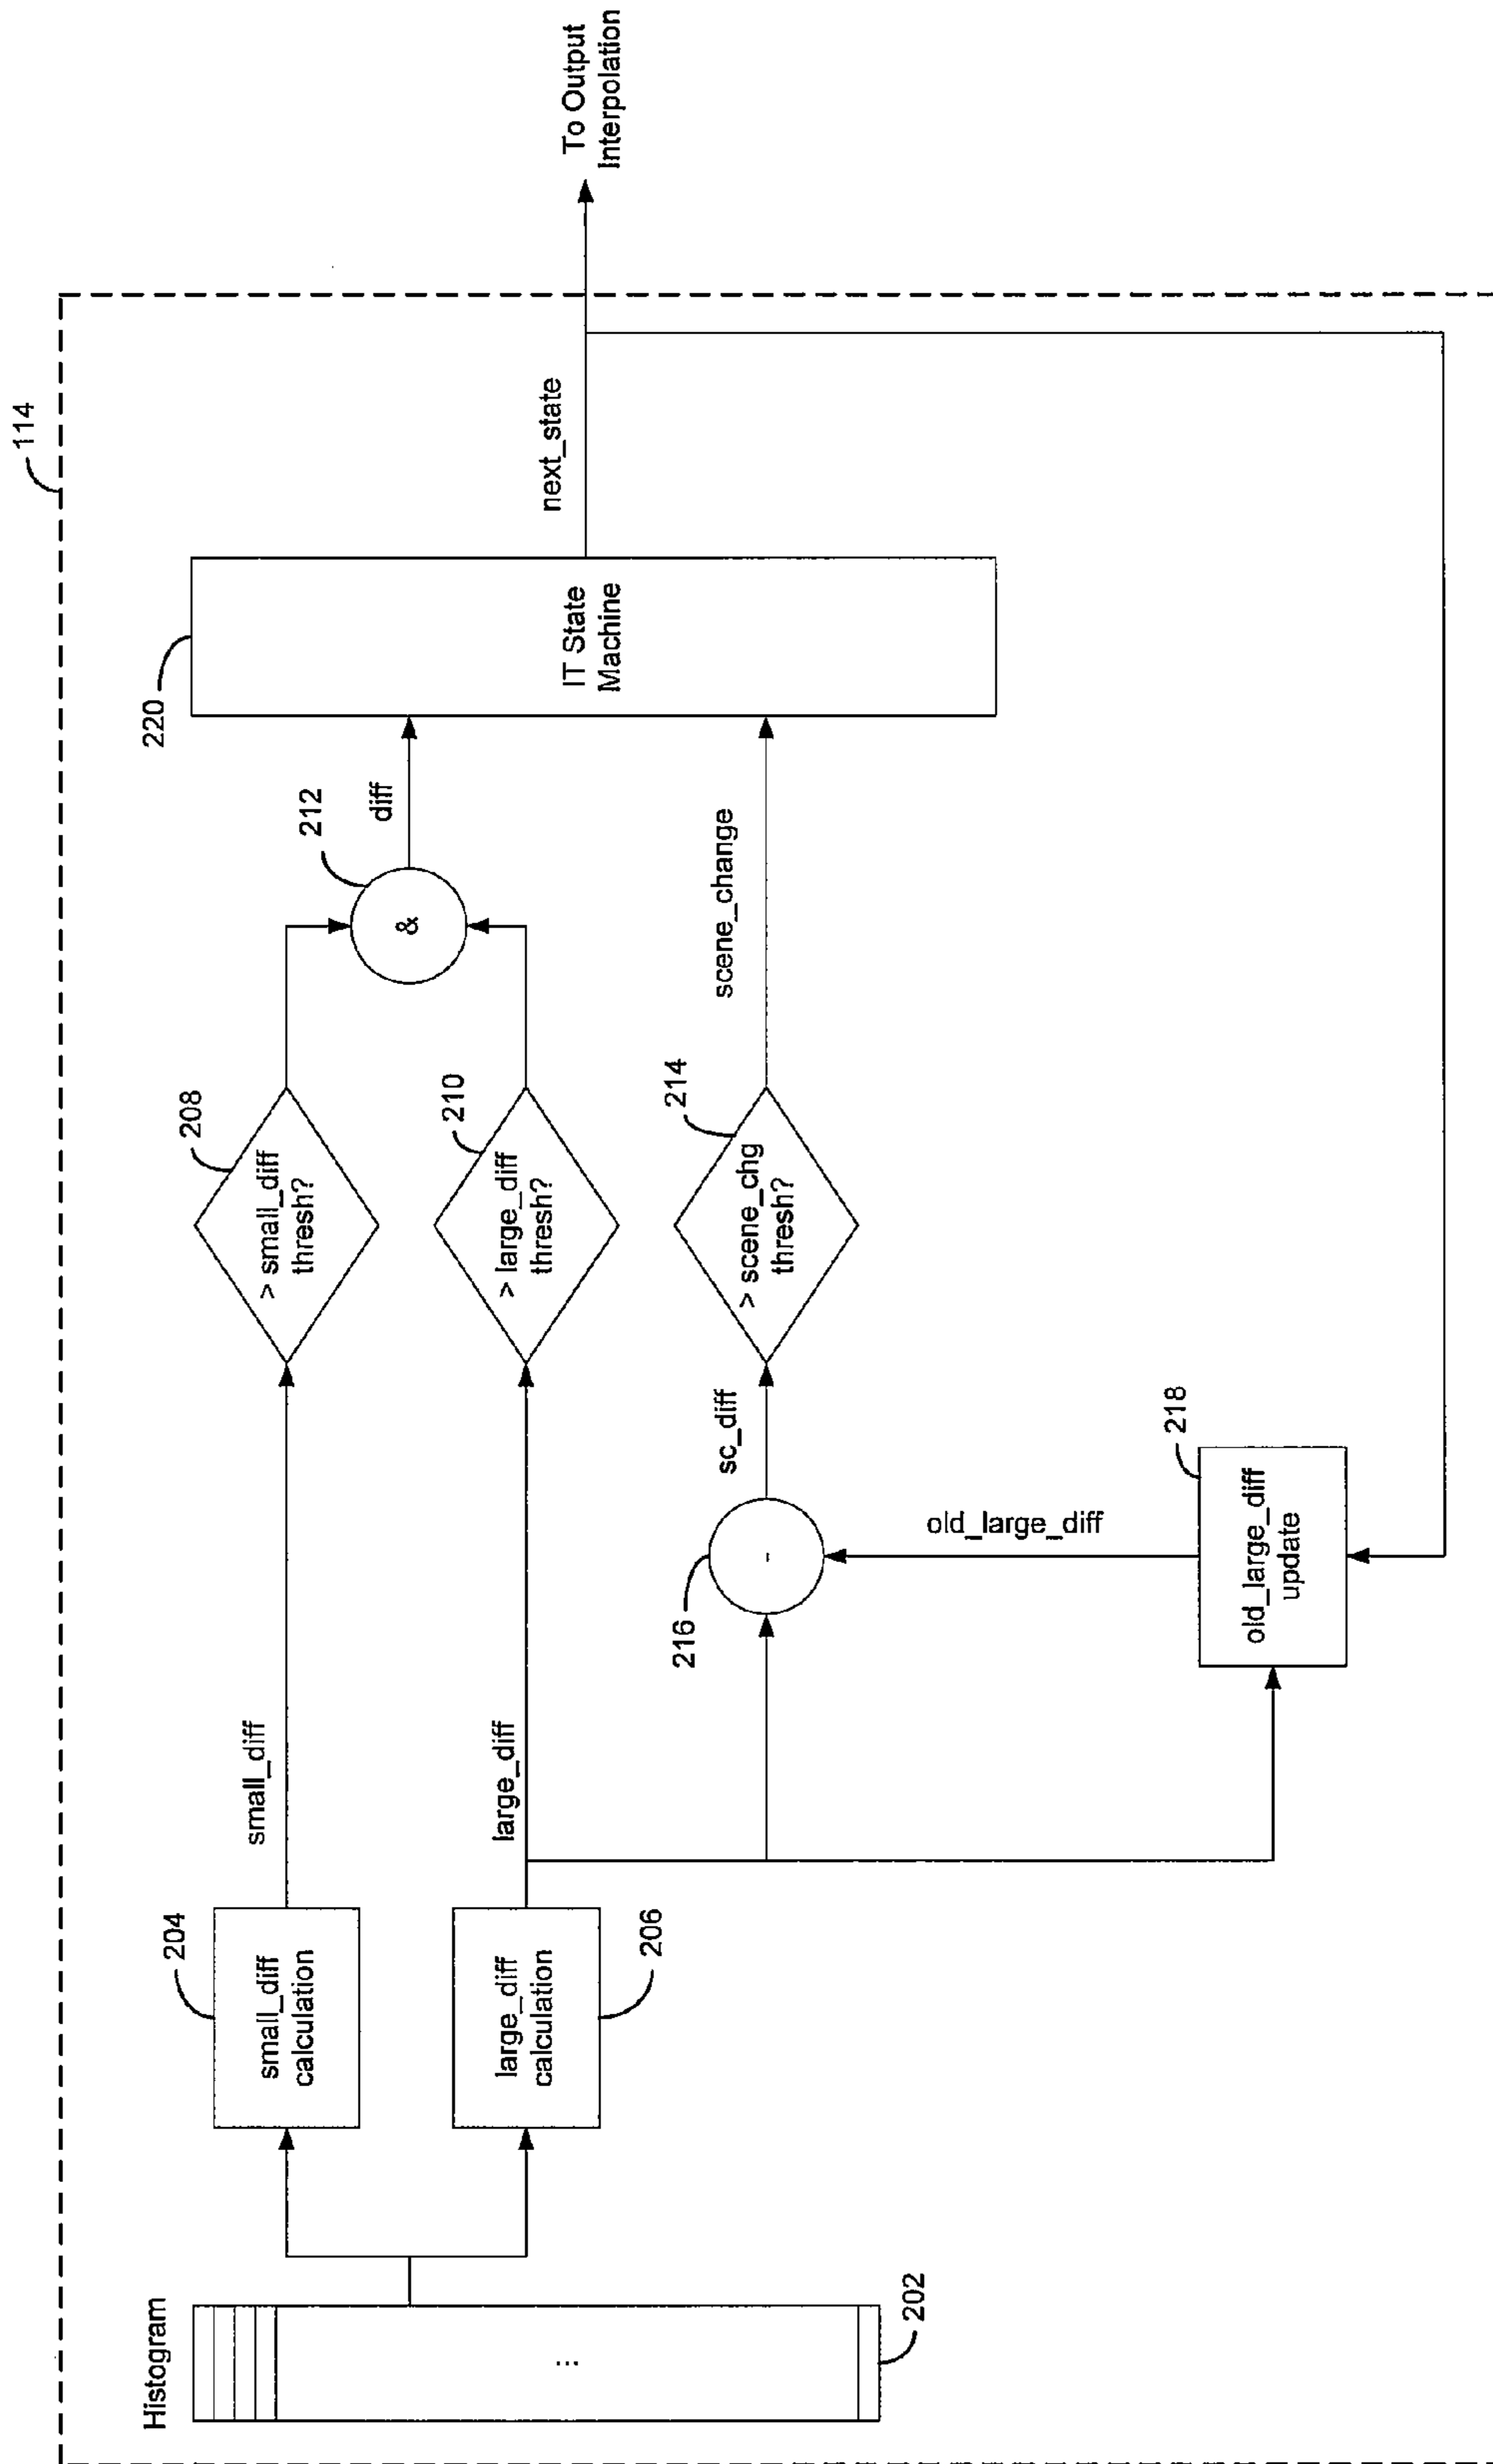 114
Histogram
...
202
204
small_diff
calculation
large_diff
calculation
206
small_diff
large_diff
208
> small_diff
thresh?
210
> large_diff
thresh?
212
&
diff
216
-
sc_diff
214
> scene_chg
thresh?
scene_change
old_large_diff
218
old_large_diff
update
220
IT State
Machine
next_state
To Output
Interpolation